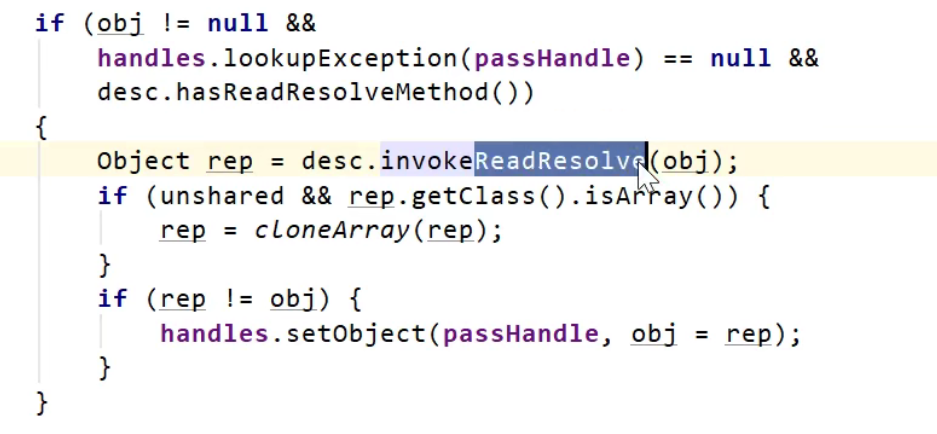 if (obj != null &&
handles.lookupException(passHandle) == null &&
desc.hasReadResolveMethod())
{
Object rep = desc.invokeReadResolve(obj);
if (unshared && rep.getClass().isArray()) {
rep = cloneArray(rep);
}
if (rep != obj) {
handles.setObject(passHandle, obj = rep);
}
}